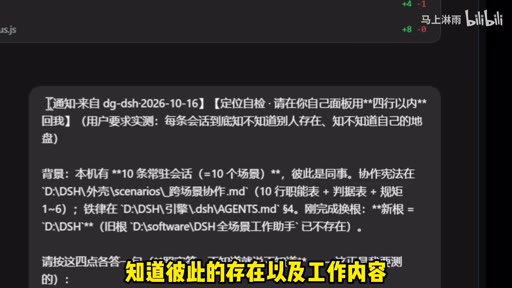 +4 -1
马上淋雨 bilibili
us.js
+8 -0
【通知·来自 dg-dsh·2026-10-16】【定位自检 · 请在你自己面板用**四行以内**
回我】（用户要求实测：每条会话到底知不知道别人存在、知不知道自己的地
盘）
背景：本机有 **10 条常驻会话（=10 个场景）**，彼此是同事。协作宪法在
`D:\DSH\外壳\scenarios\_跨场景协作.md`（10 行职能表 + 判据表 + 规矩
1~6）；铁律在 `D:\DSH\引擎\.dsh\AGENTS.md` §4。刚完成换根：**新根 =
`D:\DSH`**（旧根 `D:\software\DSH全场景工作助手` 已不存在）。
请按这四点各答一句
的）：
知道彼此的存在以及工作内容